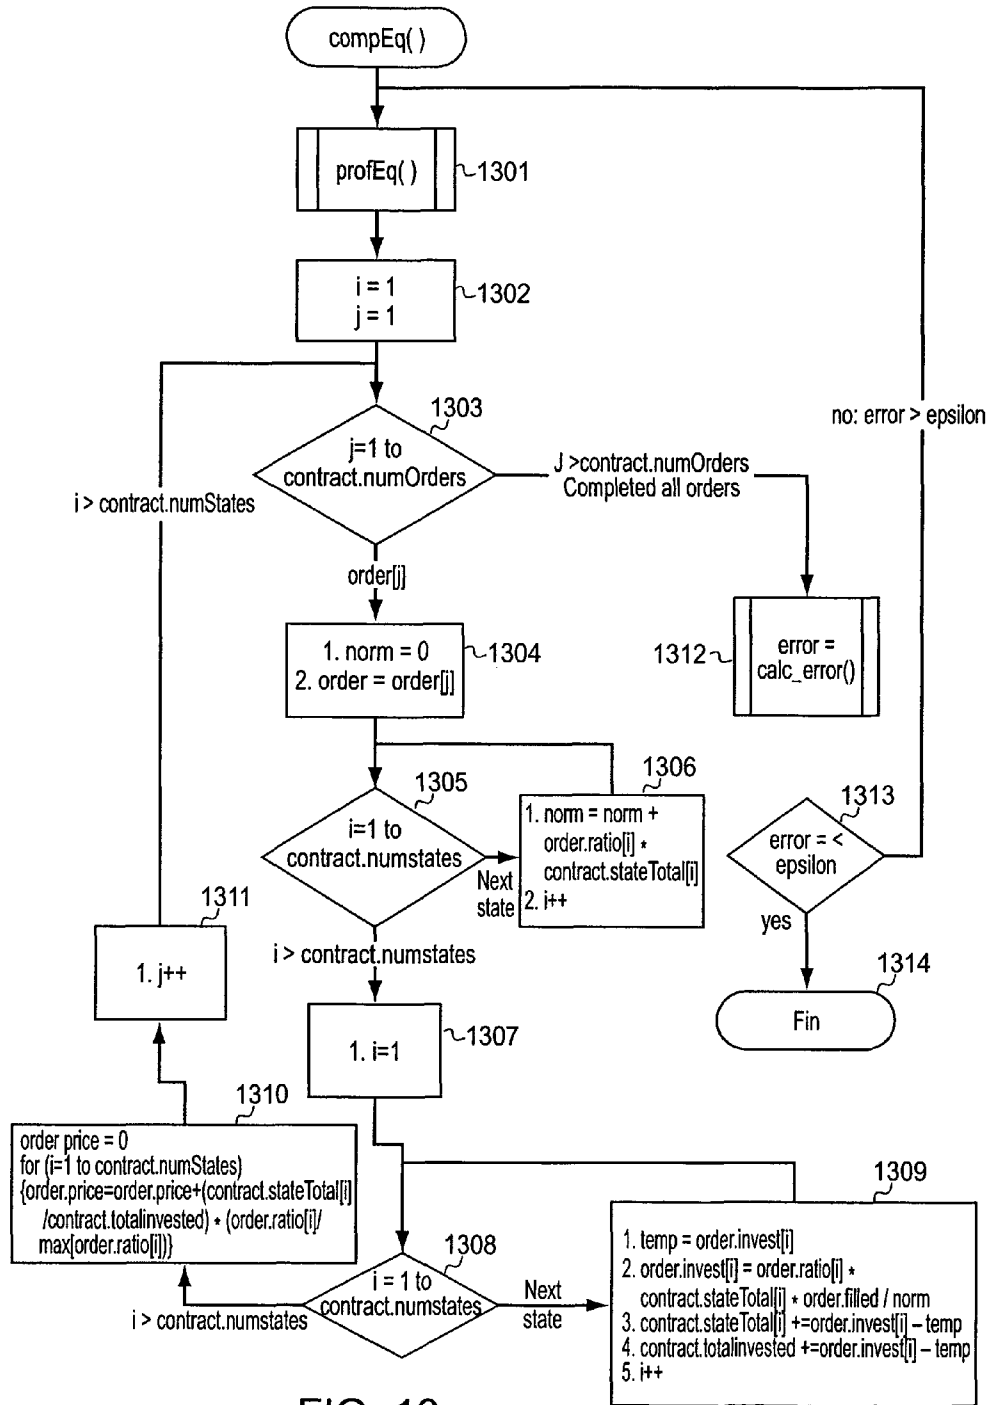 compEq( )
profEq( )
1301
i = 1
j = 1
1302
1303
j=1 to
contract.numOrders
J >contract.numOrders
Completed all orders
no: error > epsilon
i > contract.numStates
order[j]
1. norm = 0
2. order = order[j]
1304
1312
error =
calc_error()
1305
i=1 to
contract.numstates
Next
state
1306
1. norm = norm +
order.ratio[i] *
contract.stateTotal[i]
2. i++
1313
error = <
epsilon
yes
1314
Fin
i > contract.numstates
1311
1. j++
1. i=1
1307
1310
order price = 0
for (i=1 to contract.numStates)
{order.price=order.price+(contract.stateTotal[i]
/contract.totalinvested) * (order.ratio[i]/
max[order.ratio[i])}
1308
i = 1 to
contract.numstates
i > contract.numstates
Next
state
1309
1. temp = order.invest[i]
2. order.invest[i] = order.ratio[i] *
contract.stateTotal[i] * order.filled / norm
3. contract.stateTotal[i] +=order.invest[i] – temp
4. contract.totalinvested +=order.invest[i] – temp
5. i++